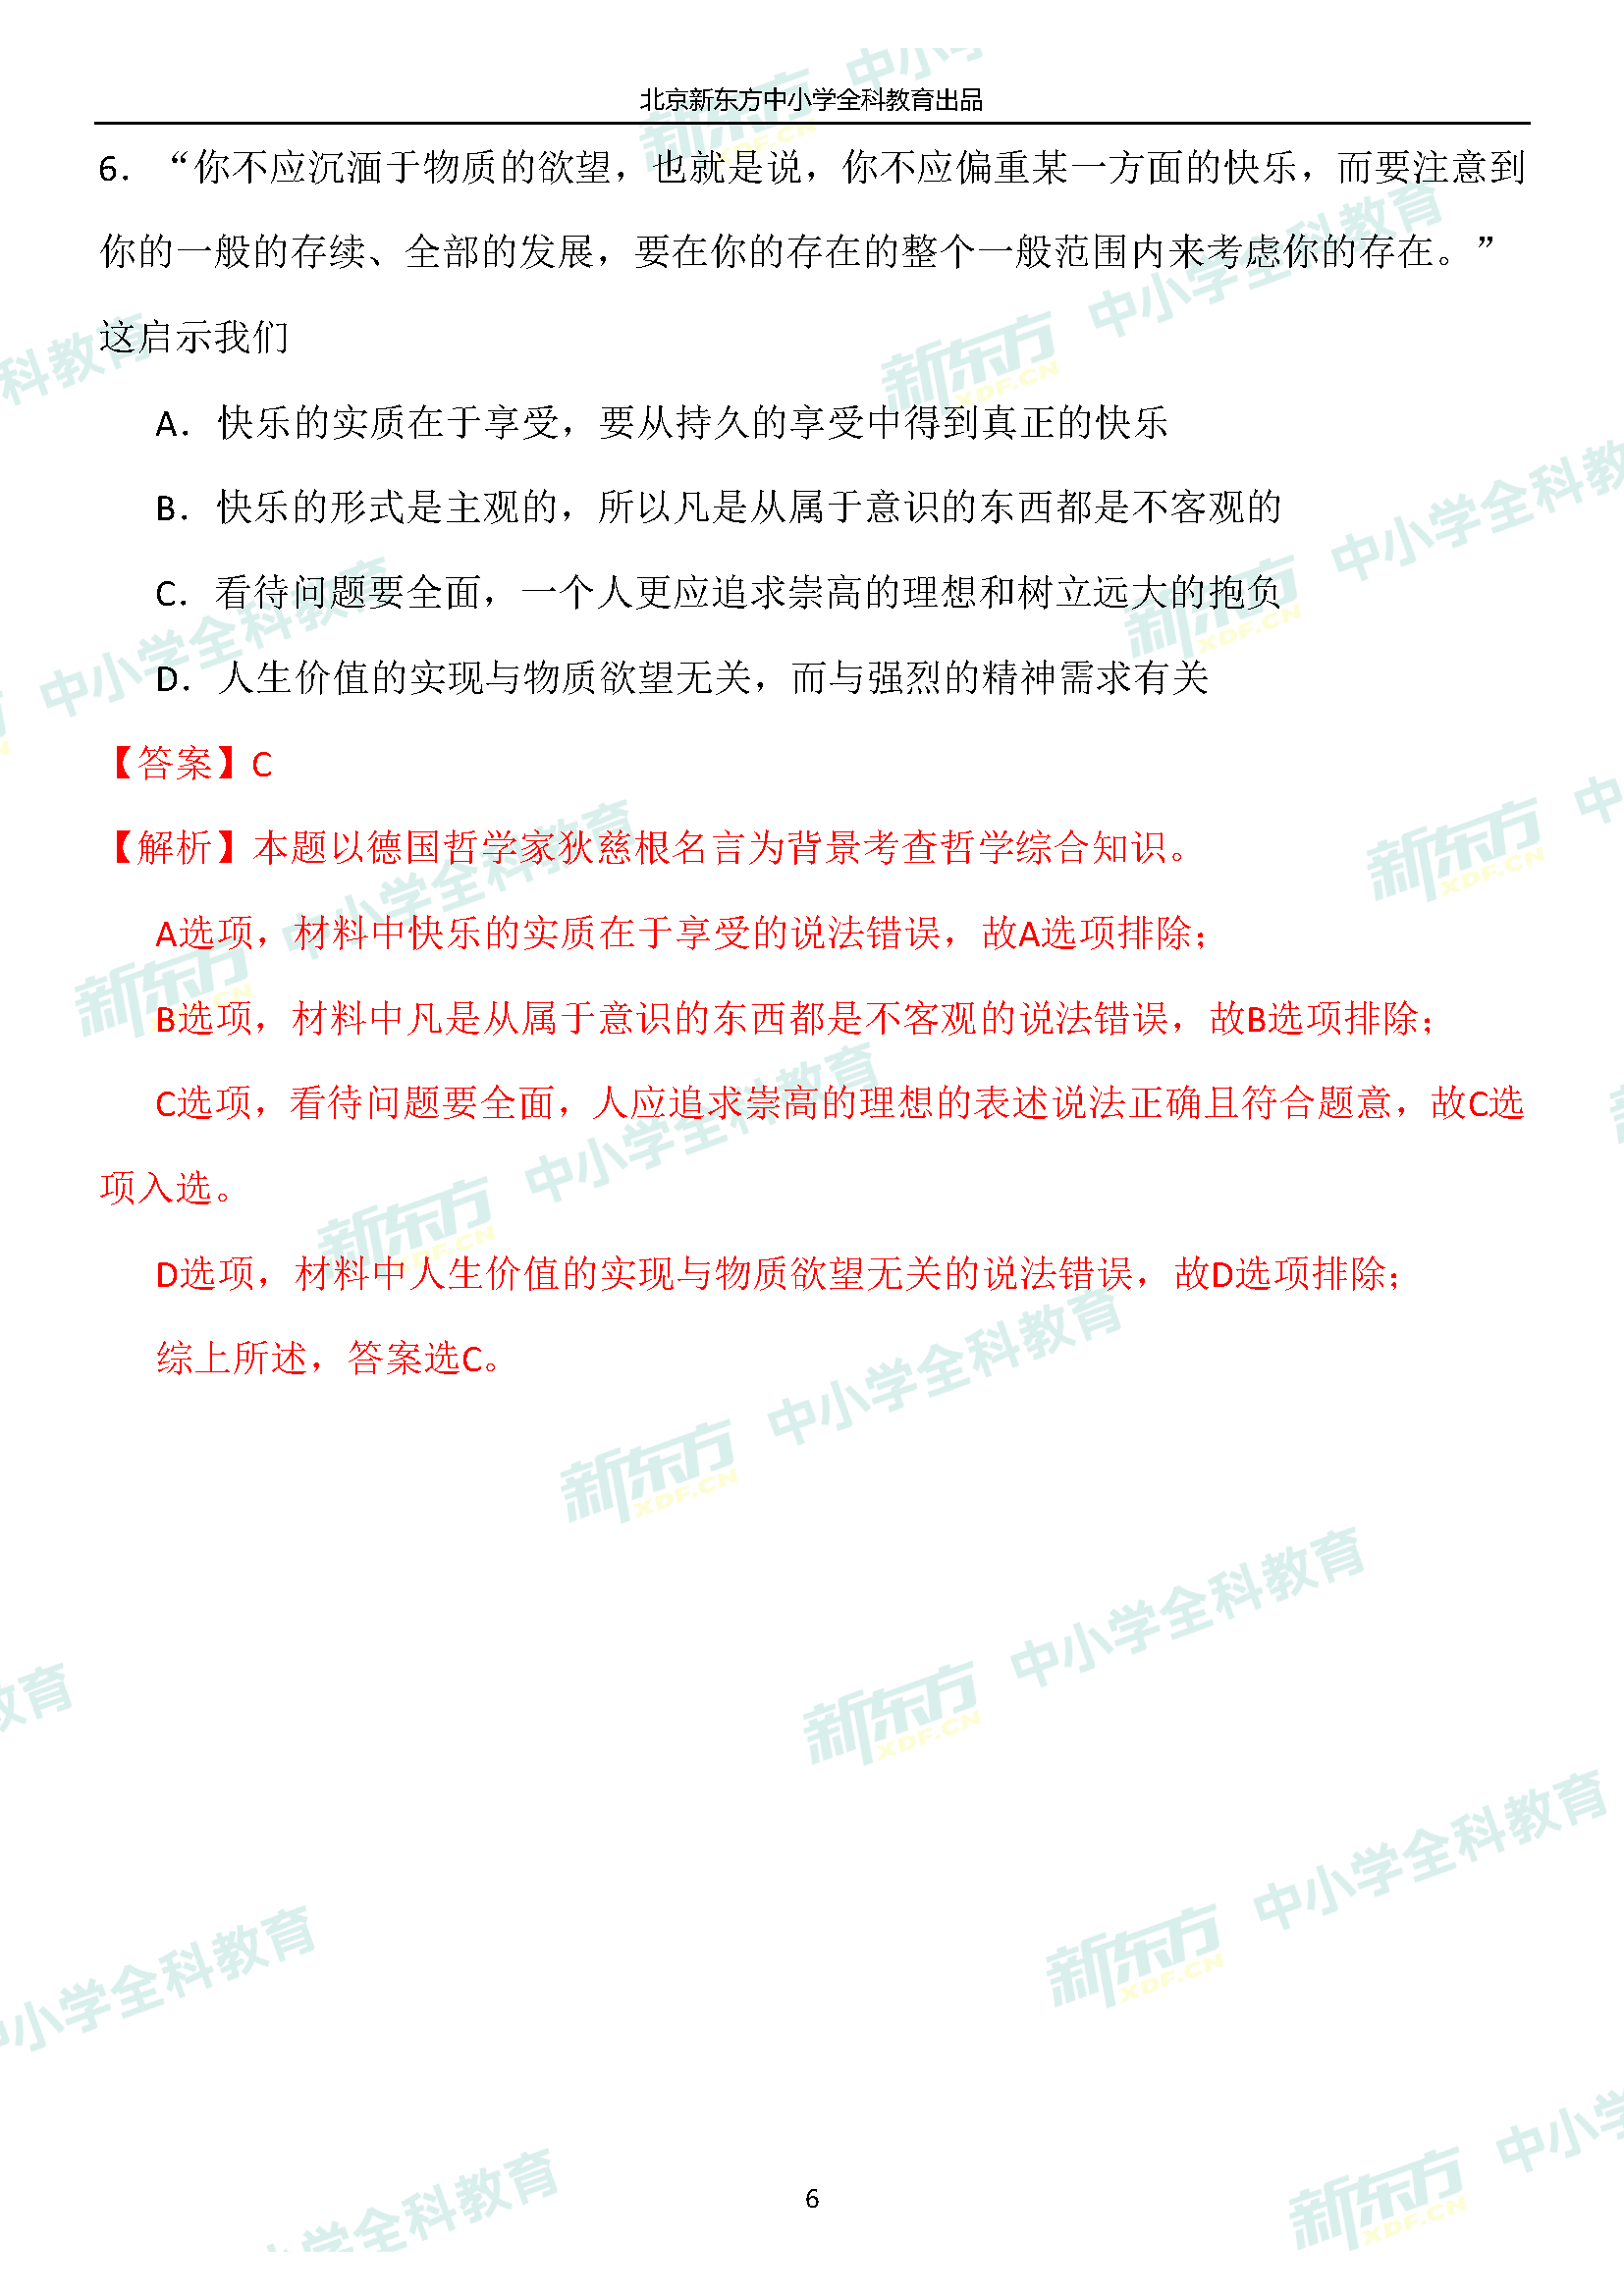 北京新东方中小学全科教育出品
6．“你不应沉湎于物质的欲望，也就是说，你不应偏重某一方面的快乐，而要注意到
你的一般的存续、全部的发展，要在你的存在的整个一般范围内来考虑你的存在。”
这启示我们
A．快乐的实质在于享受，要从持久的享受中得到真正的快乐
B．快乐的形式是主观的，所以凡是从属于意识的东西都是不客观的
C．看待问题要全面，一个人更应追求崇高的理想和树立远大的抱负
D．人生价值的实现与物质欲望无关，而与强烈的精神需求有关
【答案】C
【解析】本题以德国哲学家狄慈根名言为背景考查哲学综合知识。
A选项，材料中快乐的实质在于享受的说法错误，故A选项排除；
B选项，材料中凡是从属于意识的东西都是不客观的说法错误，故B选项排除；
C选项，看待问题要全面，人应追求崇高的理想的表述说法正确且符合题意，故C选
项入选。
D选项，材料中人生价值的实现与物质欲望无关的说法错误，故D选项排除；
综上所述，答案选C。
新东方 XDF.CN 中小学全科教育
6